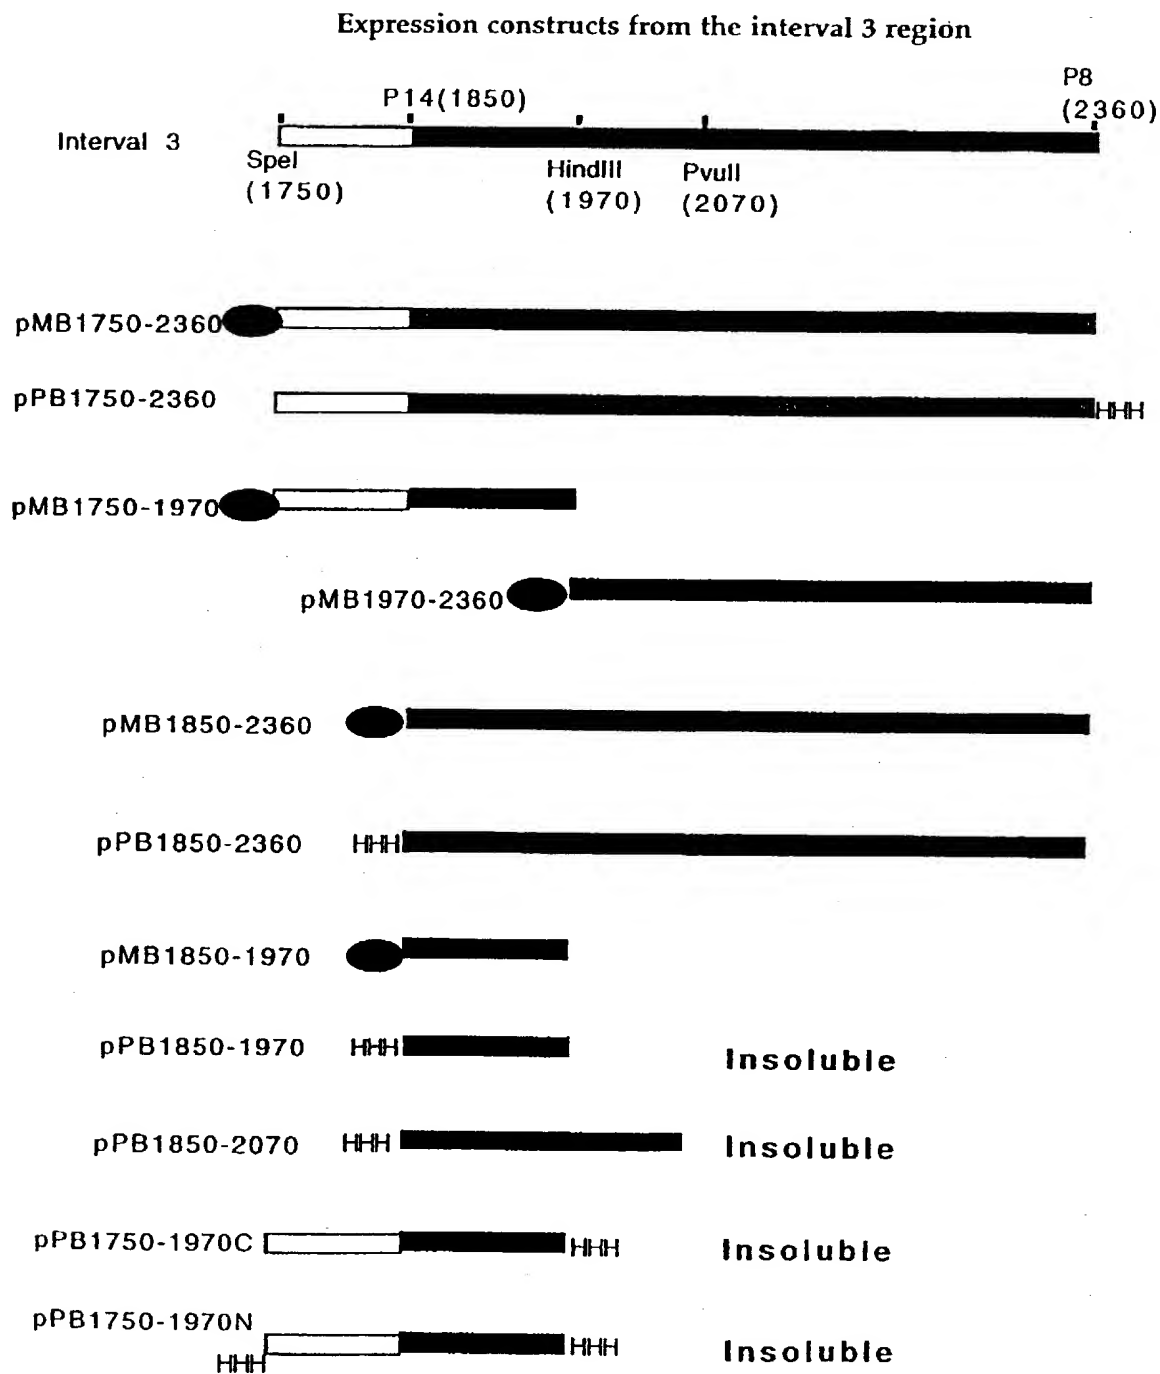 Expression constructs from the interval 3 region
P14(1850)
P8
(2360)
Interval 3
SpeI
(1750)
HindIII
(1970)
PvuII
(2070)
pMB1750-2360
pPB1750-2360
HHH
pMB1750-1970
pMB1970-2360
pMB1850-2360
pPB1850-2360 HHH
pMB1850-1970
pPB1850-1970 HHH Insoluble
pPB1850-2070 HHH Insoluble
pPB1750-1970C HHH Insoluble
pPB1750-1970N
HHH HHH Insoluble